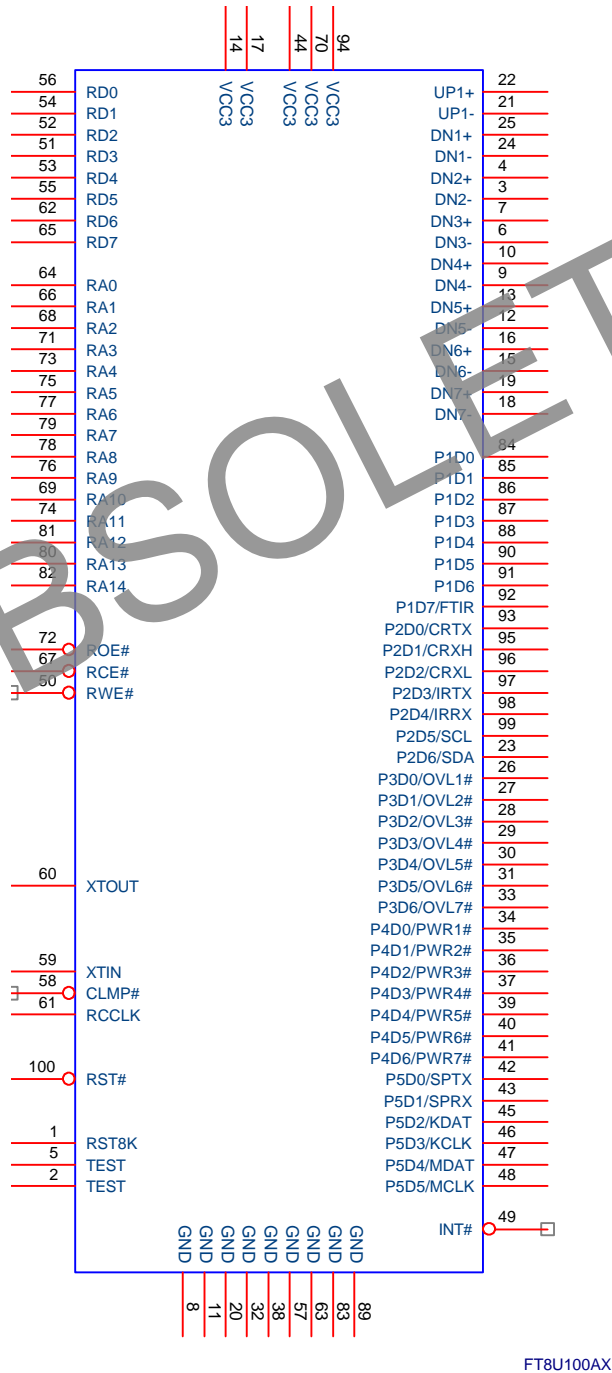 14 17 44 70 94
VCC3 VCC3 VCC3 VCC3 VCC3
56 RD0
54 RD1
52 RD2
51 RD3
53 RD4
55 RD5
62 RD6
65 RD7
64 RA0
66 RA1
68 RA2
71 RA3
73 RA4
75 RA5
77 RA6
79 RA7
78 RA8
76 RA9
69 RA10
74 RA11
81 RA12
80 RA13
82 RA14
72 ROE#
67 RCE#
50 RWE#
60 XTOUT
59 XTIN
58 CLMP#
61 RCCLK
100 RST#
1 RST8K
5 TEST
2 TEST
UP1+ 22
UP1- 21
DN1+ 25
DN1- 24
DN2+ 4
DN2- 3
DN3+ 7
DN3- 6
DN4+ 10
DN4- 9
DN5+ 13
DN5- 12
DN6+ 16
DN6- 15
DN7+ 19
DN7- 18
P1D0 84
P1D1 85
P1D2 86
P1D3 87
P1D4 88
P1D5 90
P1D6 91
P1D7/FTIR 92
P2D0/CRTX 93
P2D1/CRXH 95
P2D2/CRXL 96
P2D3/IRTX 97
P2D4/IRRX 98
P2D5/SCL 99
P2D6/SDA 23
P3D0/OVL1# 26
P3D1/OVL2# 27
P3D2/OVL3# 28
P3D3/OVL4# 29
P3D4/OVL5# 30
P3D5/OVL6# 31
P3D6/OVL7# 33
P4D0/PWR1# 34
P4D1/PWR2# 35
P4D2/PWR3# 36
P4D3/PWR4# 37
P4D4/PWR5# 39
P4D5/PWR6# 40
P4D6/PWR7# 41
P5D0/SPTX 42
P5D1/SPRX 43
P5D2/KDAT 45
P5D3/KCLK 46
P5D4/MDAT 47
P5D5/MCLK 48
INT# 49
GND GND GND GND GND GND GND GND GND
8 11 20 32 38 57 63 83 89
FT8U100AX
BSOLET